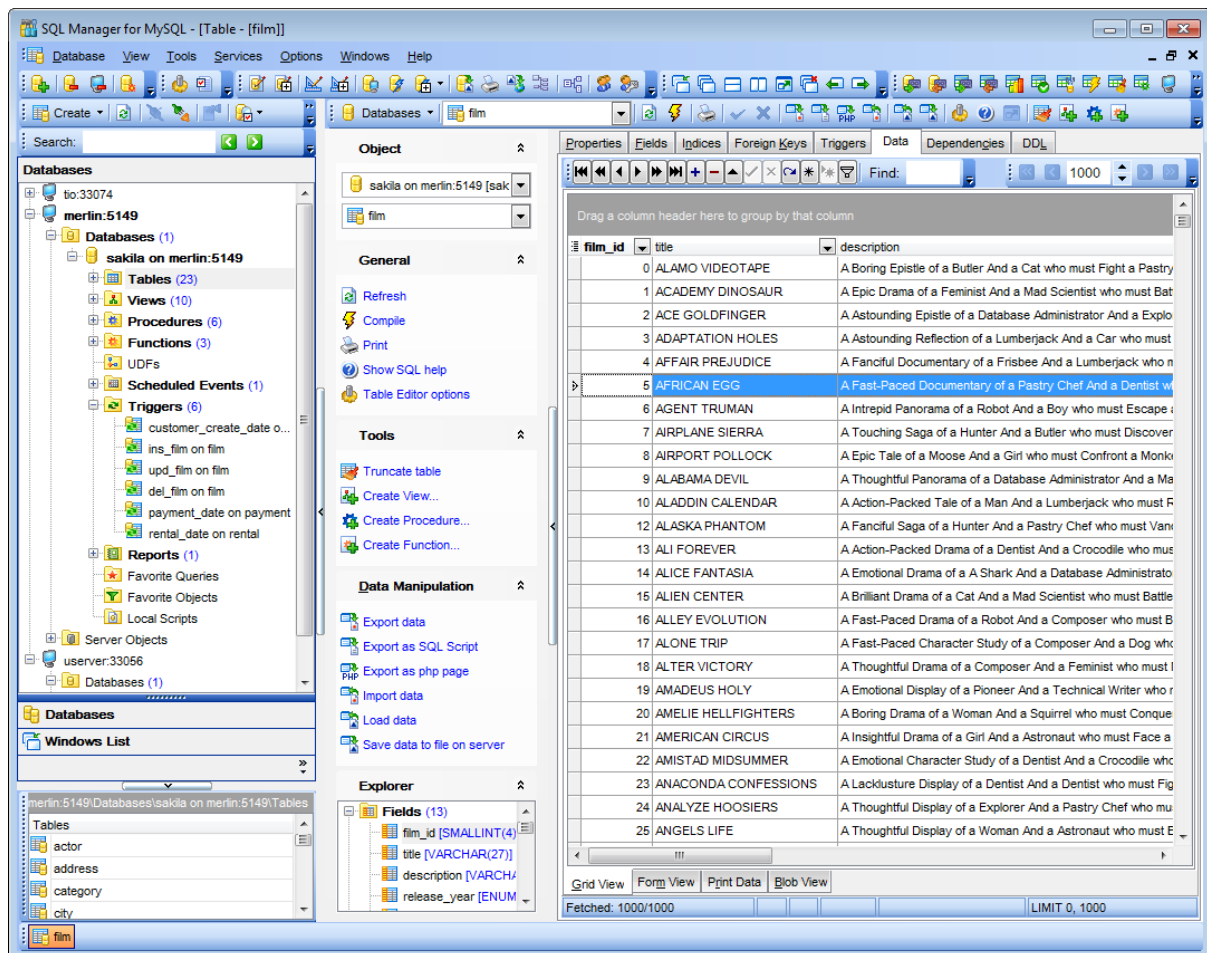 SQL Manager for MySQL - [Table - [film]]
Database View Tools Services Options Windows Help
Create
Databases film
Search:
Databases
tio:33074
merlin:5149
Databases (1)
sakila on merlin:5149
Tables (23)
Views (10)
Procedures (6)
Functions (3)
UDFs
Scheduled Events (1)
Triggers (6)
customer_create_date o...
ins_film on film
upd_film on film
del_film on film
payment_date on payment
rental_date on rental
Reports (1)
Favorite Queries
Favorite Objects
Local Scripts
Server Objects
userver:33056
Databases (1)
Databases
Windows List
merlin:5149\Databases\sakila on merlin:5149\Tables
Tables
actor
address
category
city
Object
sakila on merlin:5149 [sak
film
General
Refresh
Compile
Print
Show SQL help
Table Editor options
Tools
Truncate table
Create View...
Create Procedure...
Create Function...
Data Manipulation
Export data
Export as SQL Script
PHP Export as php page
Import data
Load data
Save data to file on server
Explorer
Fields (13)
film_id [SMALLINT(4)
title [VARCHAR(27)]
description [VARCHA
release_year [ENUM
Properties Fields Indices Foreign Keys Triggers Data Dependencies DDL
Find: 1000
Drag a column header here to group by that column
film_id title description
0 ALAMO VIDEOTAPE A Boring Epistle of a Butler And a Cat who must Fight a Pastry
1 ACADEMY DINOSAUR A Epic Drama of a Feminist And a Mad Scientist who must Bat
2 ACE GOLDFINGER A Astounding Epistle of a Database Administrator And a Explo
3 ADAPTATION HOLES A Astounding Reflection of a Lumberjack And a Car who must
4 AFFAIR PREJUDICE A Fanciful Documentary of a Frisbee And a Lumberjack who
5 AFRICAN EGG A Fast-Paced Documentary of a Pastry Chef And a Dentist
6 AGENT TRUMAN A Intrepid Panorama of a Robot And a Boy who must Escape
7 AIRPLANE SIERRA A Touching Saga of a Hunter And a Butler who must Discover
8 AIRPORT POLLOCK A Epic Tale of a Moose And a Girl who must Confront a Monk
9 ALABAMA DEVIL A Thoughtful Panorama of a Database Administrator And a Ma
10 ALADDIN CALENDAR A Action-Packed Tale of a Man And a Lumberjack who must
12 ALASKA PHANTOM A Fanciful Saga of a Hunter And a Pastry Chef who must Van
13 ALI FOREVER A Action-Packed Drama of a Dentist And a Crocodile who mus
14 ALICE FANTASIA A Emotional Drama of a A Shark And a Database Administrato
15 ALIEN CENTER A Brilliant Drama of a Cat And a Mad Scientist who must Battle
16 ALLEY EVOLUTION A Fast-Paced Drama of a Robot And a Composer who must B
17 ALONE TRIP A Fast-Paced Character Study of a Composer And a Dog who
18 ALTER VICTORY A Thoughtful Drama of a Composer And a Feminist who must
19 AMADEUS HOLY A Emotional Display of a Pioneer And a Technical Writer who
20 AMELIE HELLFIGHTERS A Boring Drama of a Woman And a Squirrel who must Conque
21 AMERICAN CIRCUS A Insightful Drama of a Girl And a Astronaut who must Face a
22 AMISTAD MIDSUMMER A Emotional Character Study of a Dentist And a Crocodile who
23 ANACONDA CONFESSIONS A Lacklusture Display of a Dentist And a Dentist who must Fig
24 ANALYZE HOOSIERS A Thoughtful Display of a Explorer And a Pastry Chef who mu
25 ANGELS LIFE A Thoughtful Display of a Woman And a Astronaut who must E
Grid View Form View Print Data Blob View
Fetched: 1000/1000 LIMIT 0, 1000
film